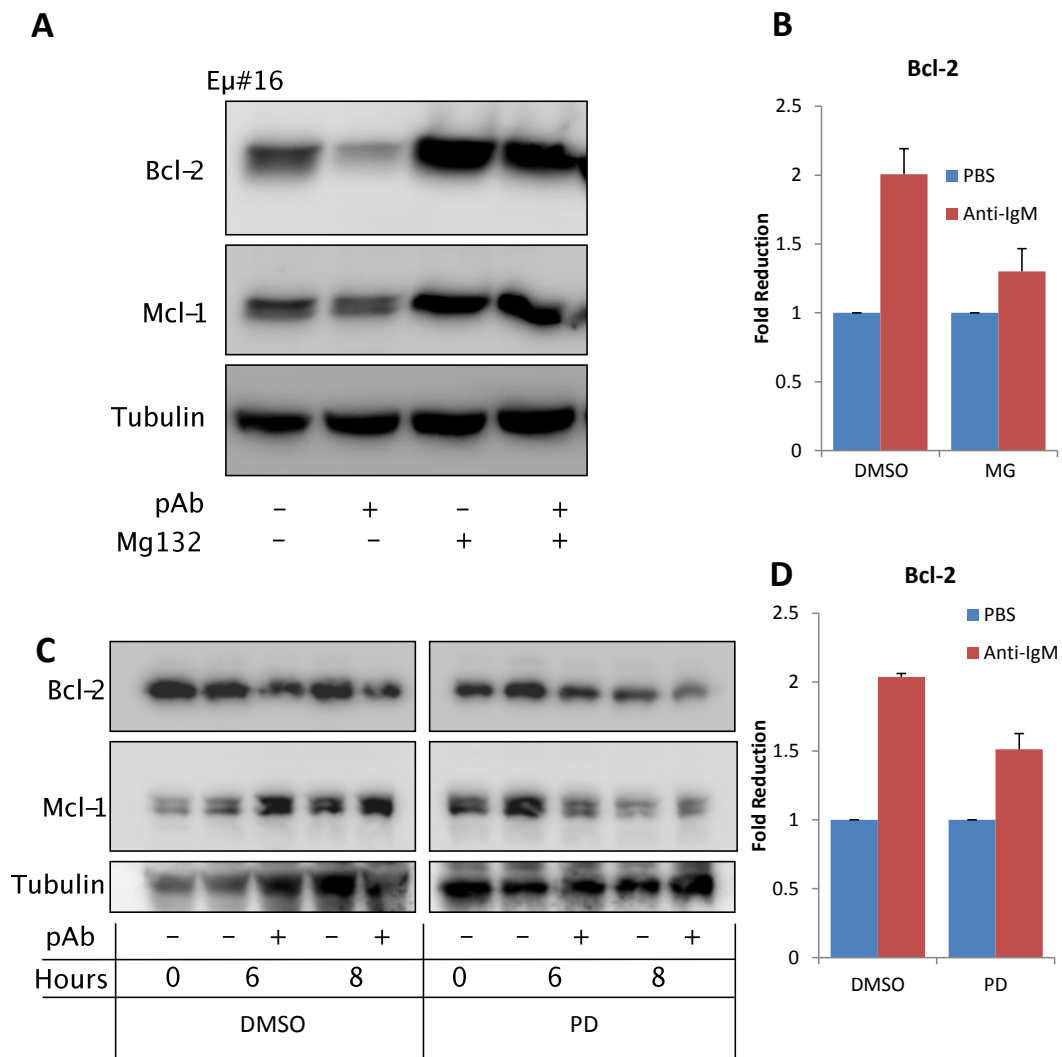 A
Eµ#16
Bcl-2
Mcl-1
Tubulin
pAb - + - +
Mg132 - - + +
B
Bcl-2
Fold Reduction
2.5
2
1.5
1
0.5
0
PBS
Anti-IgM
DMSO MG
C
Bcl-2
Mcl-1
Tubulin
pAb - - + - + - - + - +
Hours 0 6 8 0 6 8
DMSO PD
D
Bcl-2
Fold Reduction
2.5
2
1.5
1
0.5
0
PBS
Anti-IgM
DMSO PD